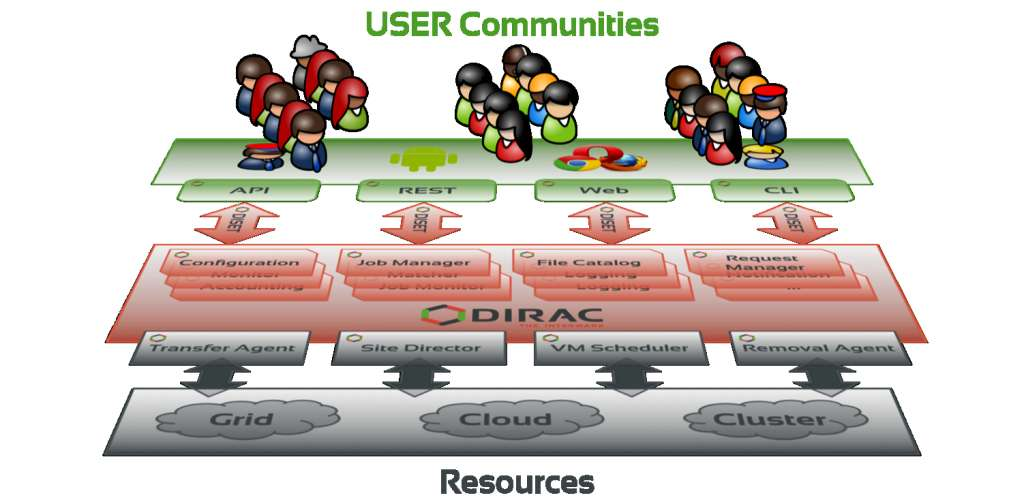 USER Communities
API
REST
Web
CLI
DISET
DISET
DISET
DISET
Configuration
Monitor
Accounting
Job Manager
Matcher
Job Monitor
File Catalog
Logging
Logging
Request
Manager
Notification
...
DIRAC
THE INTERWARE
Transfer Agent
Site Director
VM Scheduler
Removal Agent
Grid
Cloud
Cluster
Resources